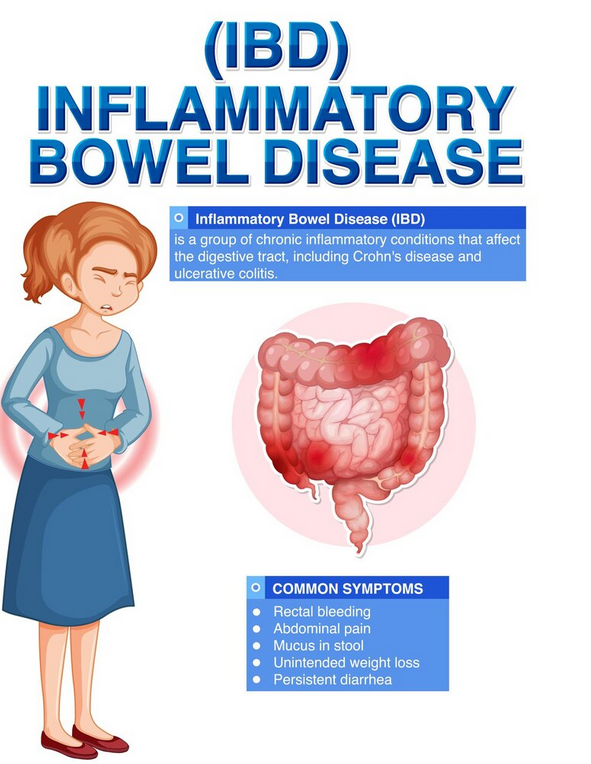 (IBD)
INFLAMMATORY
BOWEL DISEASE
Inflammatory Bowel Disease (IBD)
is a group of chronic inflammatory conditions that affect
the digestive tract, including Crohn's disease and
ulcerative colitis.
COMMON SYMPTOMS
Rectal bleeding
Abdominal pain
Mucus in stool
Unintended weight loss
Persistent diarrhea